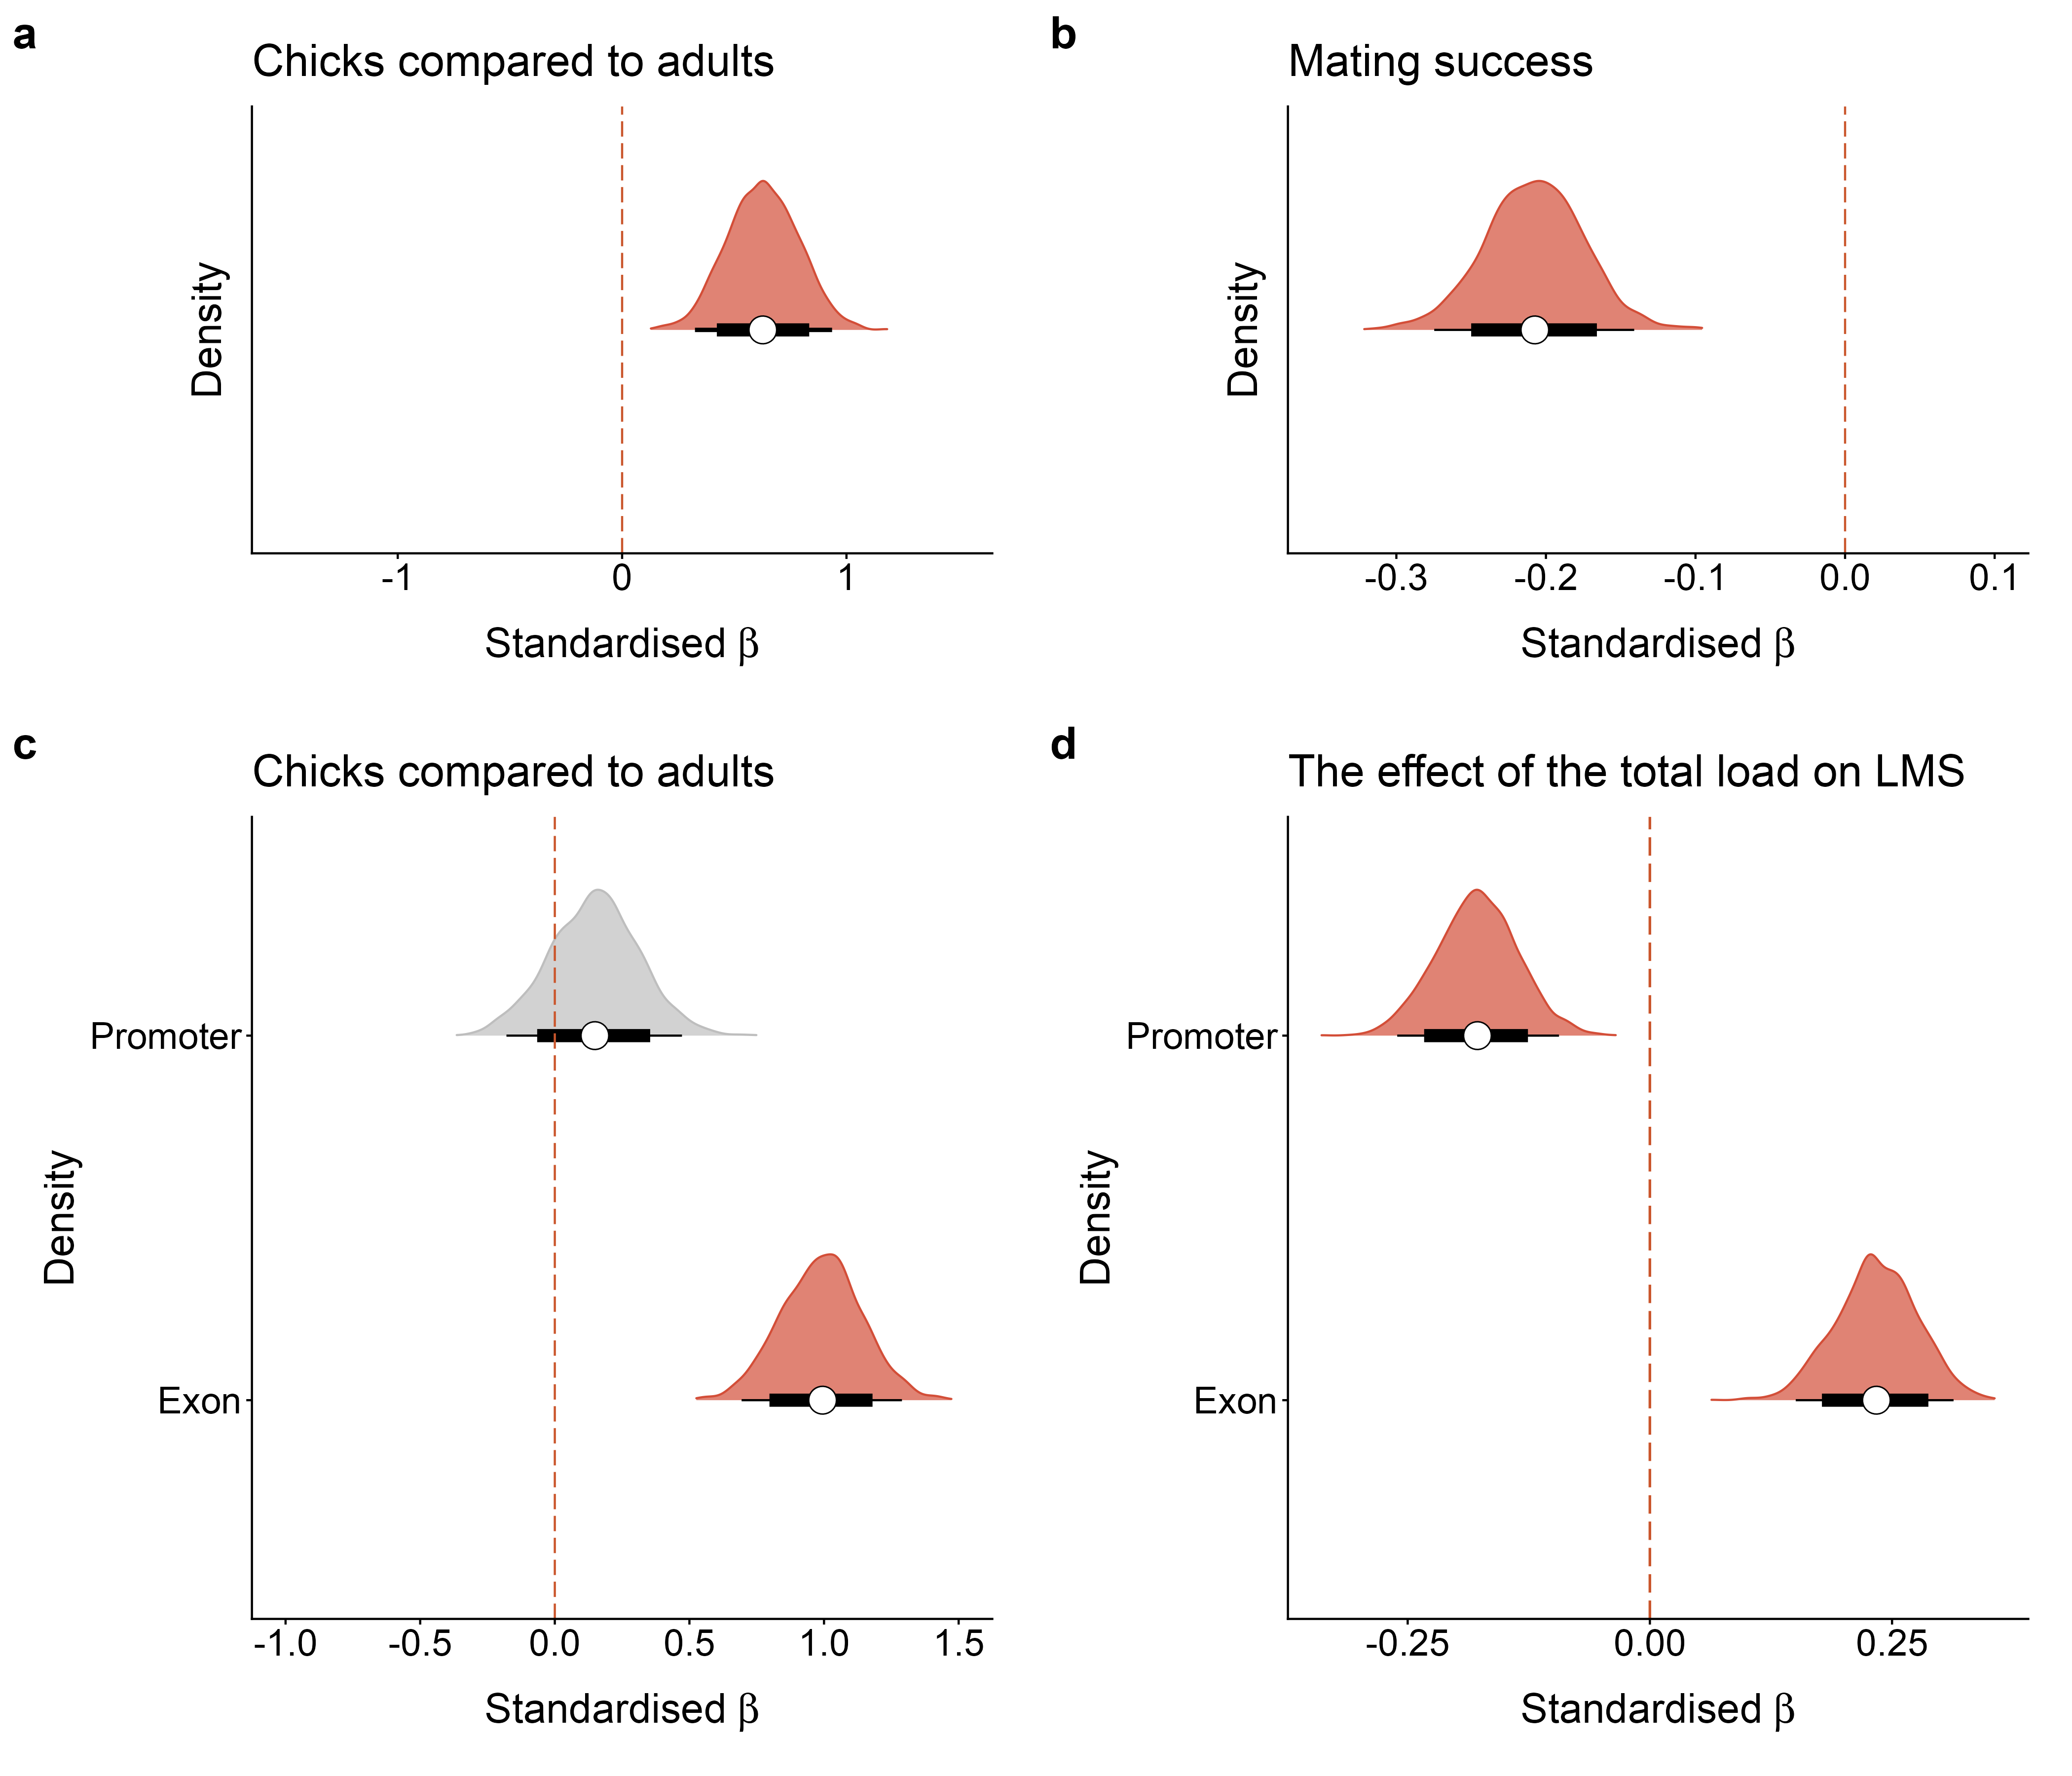 a
Chicks compared to adults
Density
-1 0 1
Standardised β
b
Mating success
Density
-0.3 -0.2 -0.1 0.0 0.1
Standardised β
c
Chicks compared to adults
Density
Promoter
Exon
-1.0 -0.5 0.0 0.5 1.0 1.5
Standardised β
d
The effect of the total load on LMS
Density
Promoter
Exon
-0.25 0.00 0.25
Standardised β